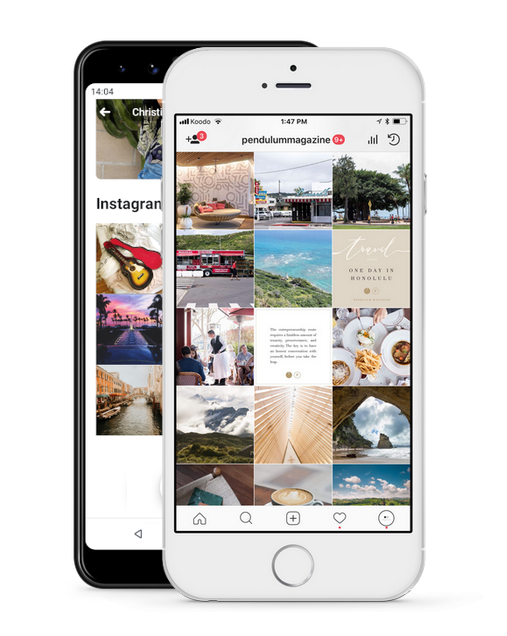 14:04
Christi
Instagran
Koodo
1:47 PM
3
pendulummagazine 9+
travel
ONE DAY IN
HONOLULU
The entrepreneurship route
requires a limitless amount of
tenacity, perseverance, and
creativity. The key is to have
an honest conversation with
yourself before you take the
leap.